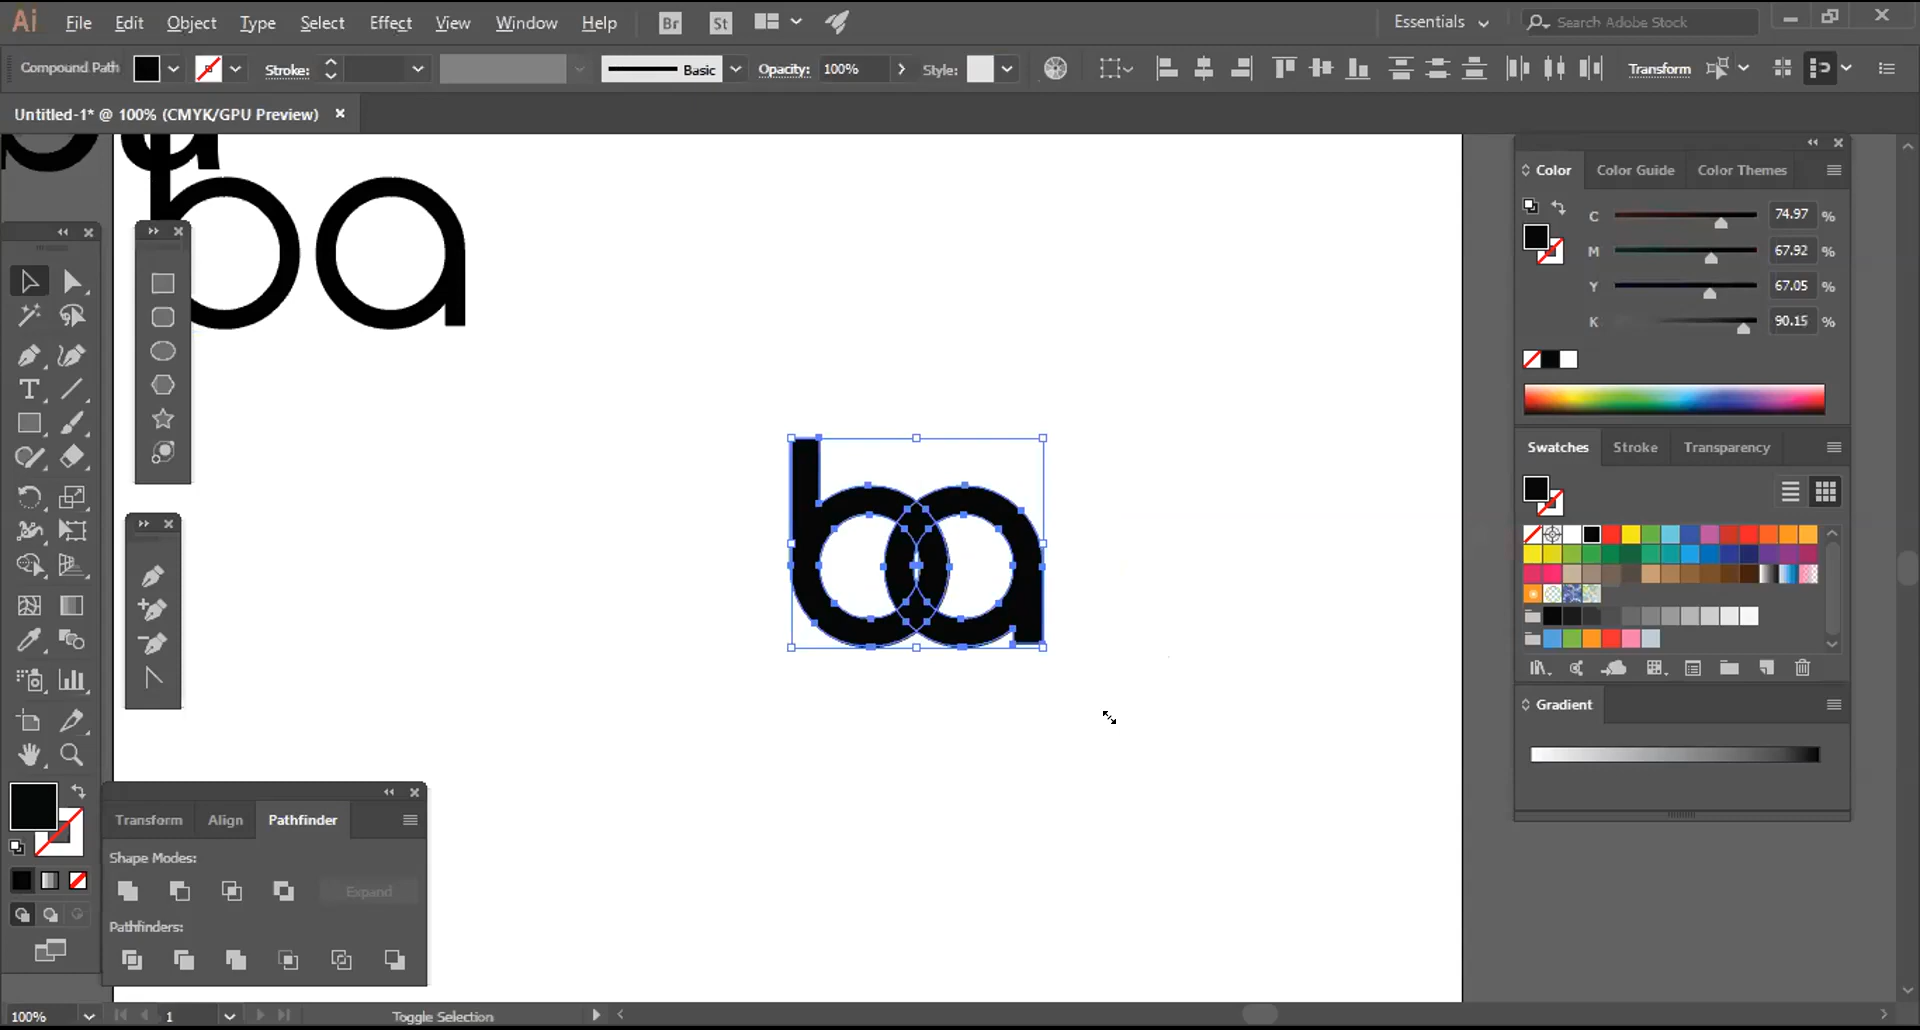 Ai File Edit Object Type Select Effect View Window Help Br St Essentials Search Adobe Stock
Compound Path Stroke: Basic Opacity: 100% Style: Transform
Untitled-1* @ 100% (CMYK/GPU Preview)
ba
ba
Color Color Guide Color Themes
C 74.97 %
M 67.92 %
Y 67.05 %
K 90.15 %
Swatches Stroke Transparency
Gradient
Transform Align Pathfinder
Shape Modes:
Expand
Pathfinders:
100% 1 Toggle Selection